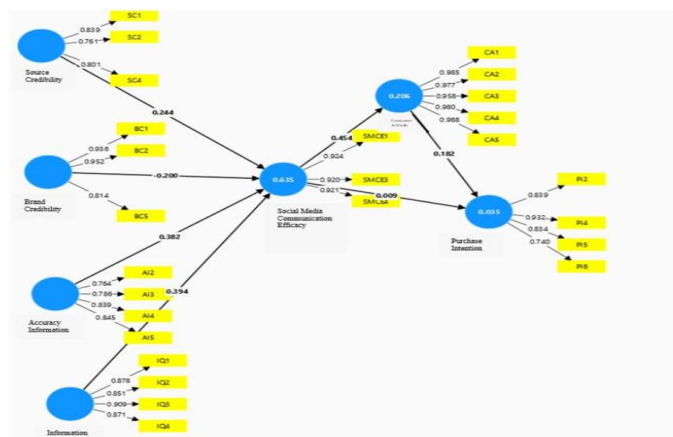 SC1
0.839
SC2
0.761
0.801
SC4
Source
Credibility
0.244
BC1
0.938
BC2
0.952
0.814
BC5
Brand
Credibility
-0.200
0.382
AI2
0.764
AI3
0.786
0.839
AI4
0.845
AI5
Accuracy
Information
0.394
IQ1
0.878
IQ2
0.851
0.909
IQ3
0.871
IQ4
Information
0.635
Social Media
Communication
Efficacy
0.454
SMCE1
0.924
0.920
SMCE3
0.921
SMCE4
0.009
0.206
CA1
0.985
CA2
0.977
CA3
0.958
CA4
0.980
CA5
0.988
0.182
0.035
Purchase
Intention
PI2
0.839
0.932
PI4
0.834
PI5
0.740
PI6